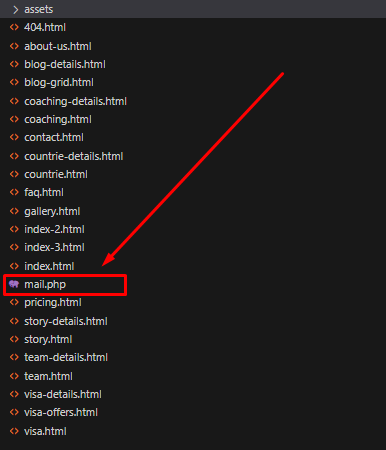 assets
404.html
about-us.html
blog-details.html
blog-grid.html
coaching-details.html
coaching.html
contact.html
countrie-details.html
countrie.html
faq.html
gallery.html
index-2.html
index-3.html
index.html
mail.php
pricing.html
story-details.html
story.html
team-details.html
team.html
visa-details.html
visa-offers.html
visa.html